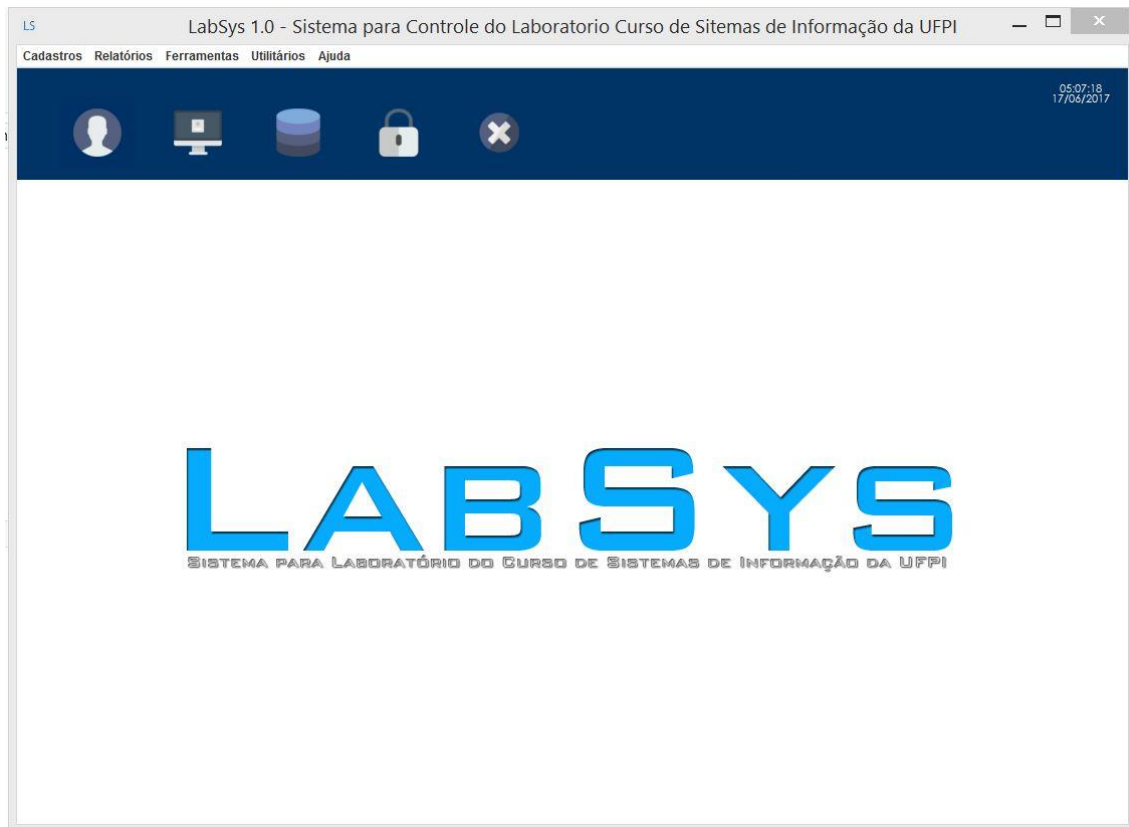 LS LabSys 1.0 - Sistema para Controle do Laboratorio Curso de Sitemas de Informação da UFPI
Cadastros Relatórios Ferramentas Utilitários Ajuda
05:07:18
17/06/2017
LabSys
Sistema para Laboratório do Curso de Sistemas de Informação da UFPI